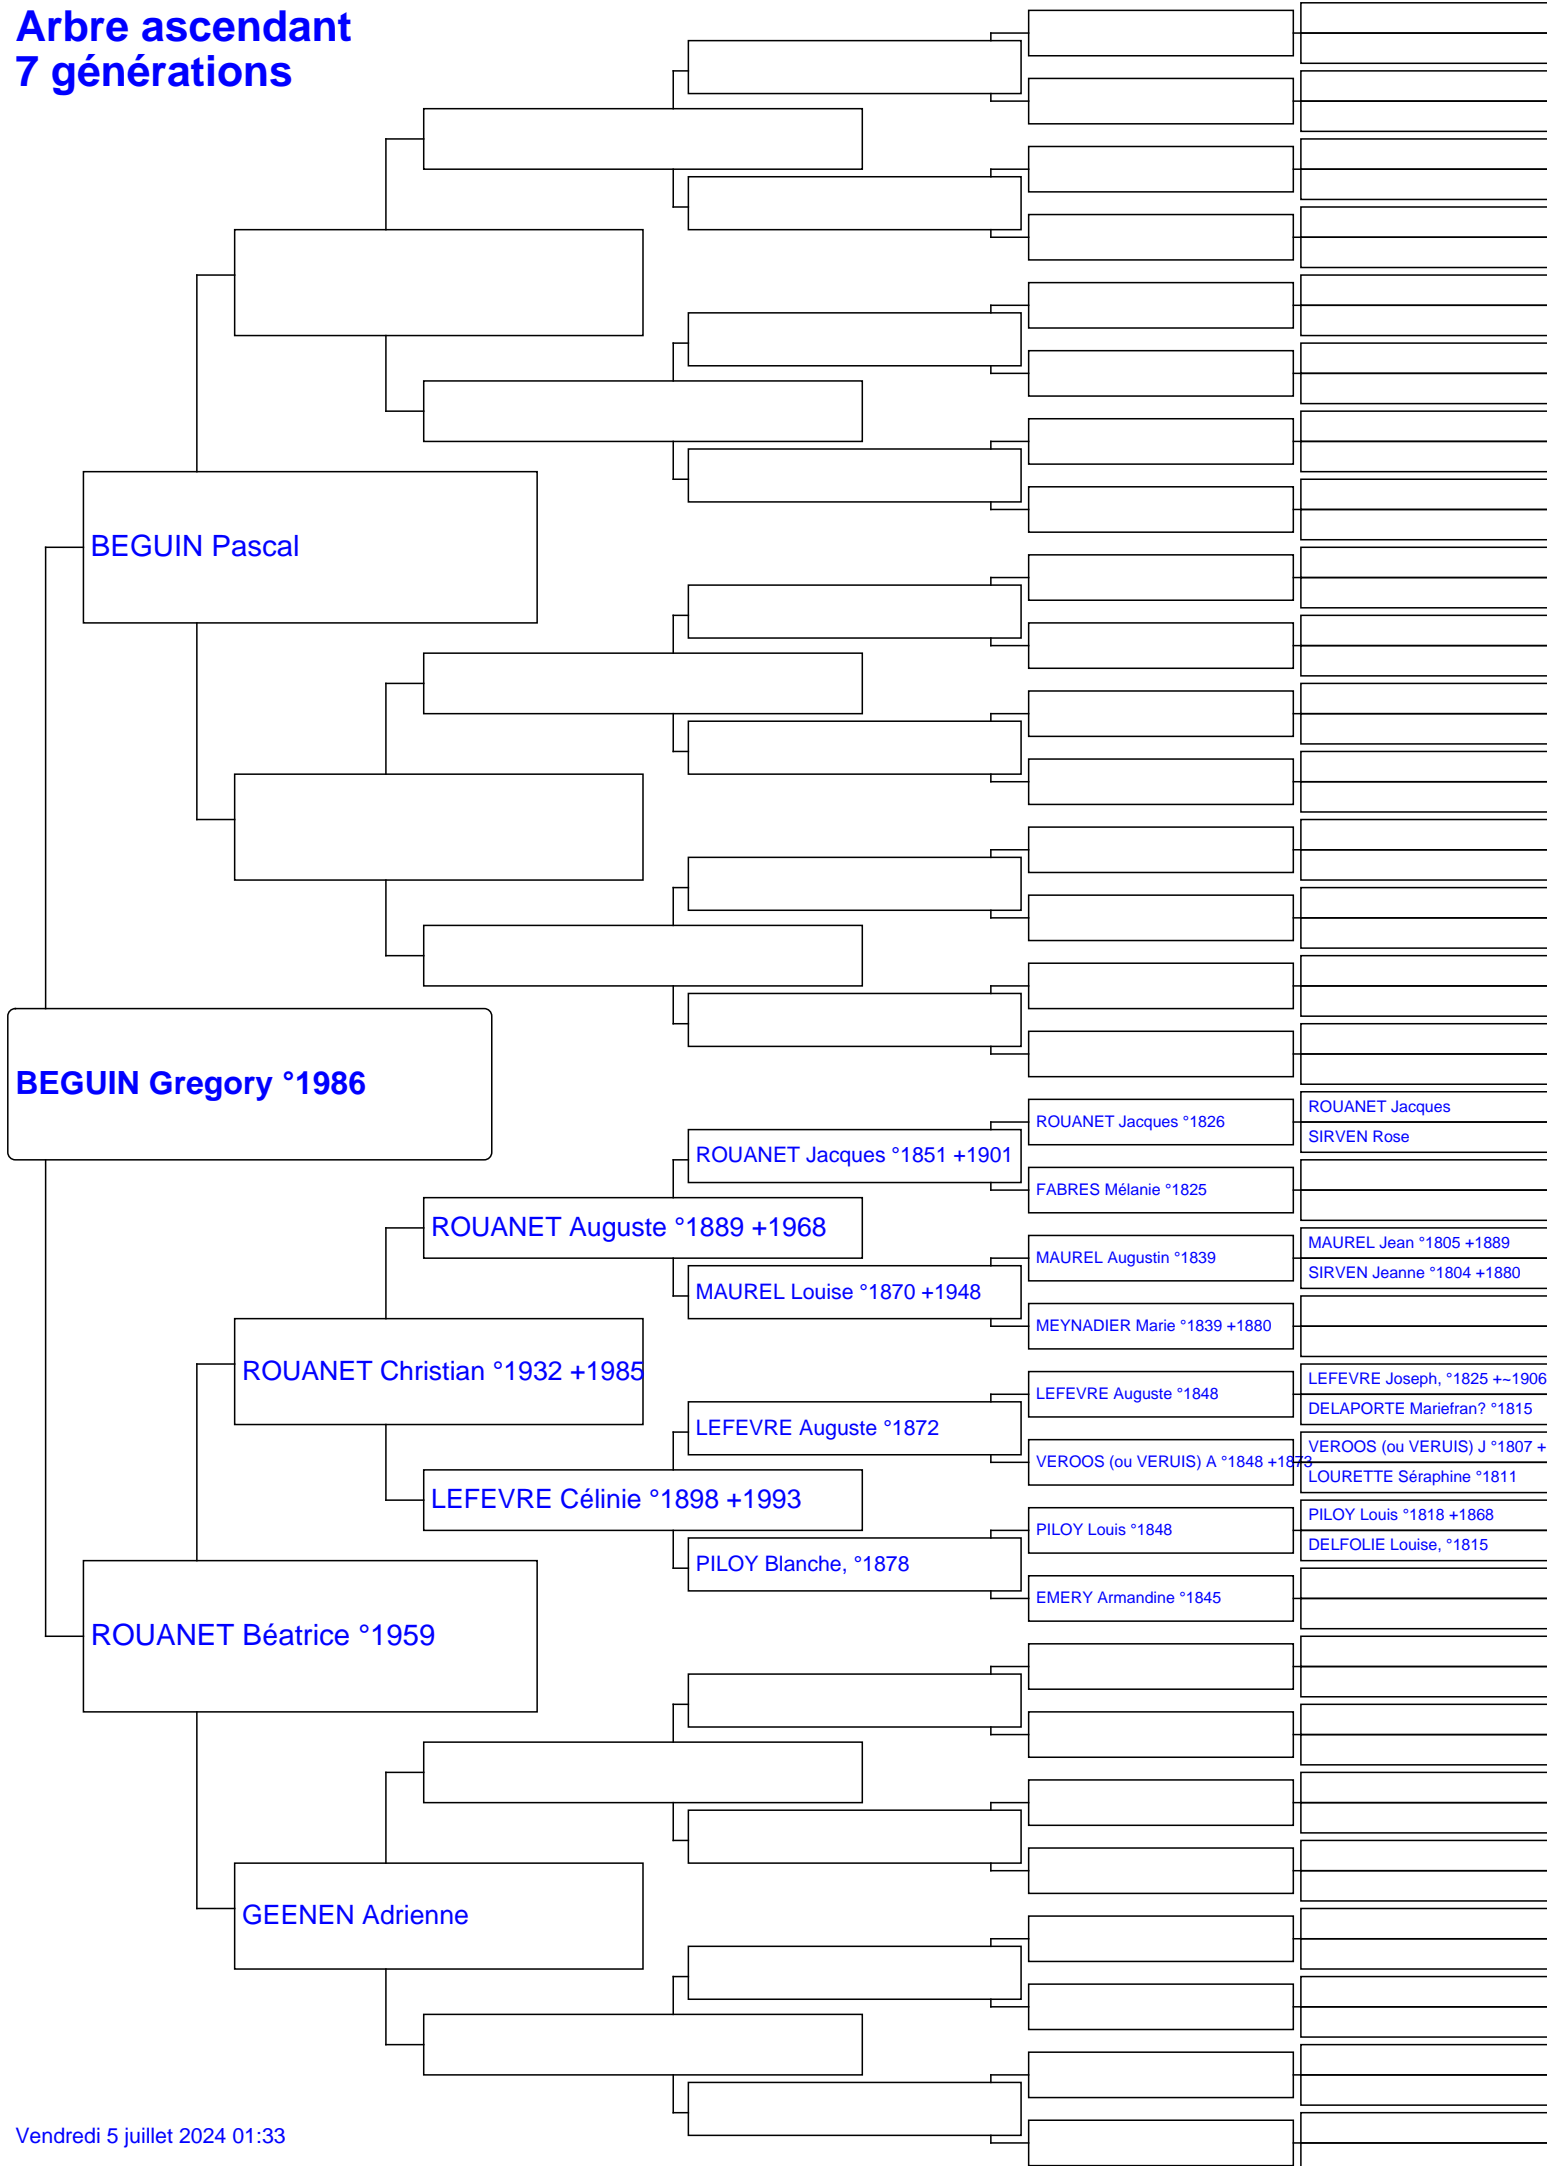 Arbre ascendant
7 générations
BEGUIN Pascal
BEGUIN Gregory °1986
ROUANET Jacques
ROUANET Jacques °1826
SIRVEN Rose
ROUANET Jacques °1851 +1901
FABRES Mélanie °1825
ROUANET Auguste °1889 +1968
MAUREL Jean °1805 +1889
MAUREL Augustin °1839
SIRVEN Jeanne °1804 +1880
MAUREL Louise °1870 +1948
MEYNADIER Marie °1839 +1880
ROUANET Christian °1932 +1985
LEFEVRE Joseph, °1825 +~1906
LEFEVRE Auguste °1848
DELAPORTE Mariefran? °1815
LEFEVRE Auguste °1872
VEROOS (ou VERUIS) J °1807 +
VEROOS (ou VERUIS) A °1848 +1873
LOURETTE Séraphine °1811
LEFEVRE Célinie °1898 +1993
PILOY Louis °1818 +1868
PILOY Louis °1848
DELFOLIE Louise, °1815
PILOY Blanche, °1878
EMERY Armandine °1845
ROUANET Béatrice °1959
GEENEN Adrienne
Vendredi 5 juillet 2024 01:33